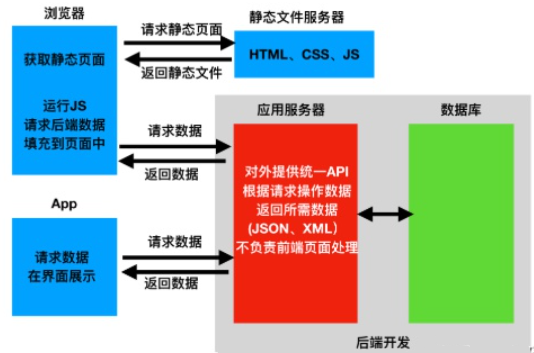 浏览器
静态文件服务器
请求静态页面
获取静态页面
HTML、CSS、JS
返回静态文件
运行JS
请求后端数据
填充到页面中
应用服务器
数据库
请求数据
返回数据
对外提供统一API
根据请求操作数据
返回所需数据
(JSON、XML）
不负责前端页面处理
App
请求数据
在界面展示
请求数据
返回数据
后端开发